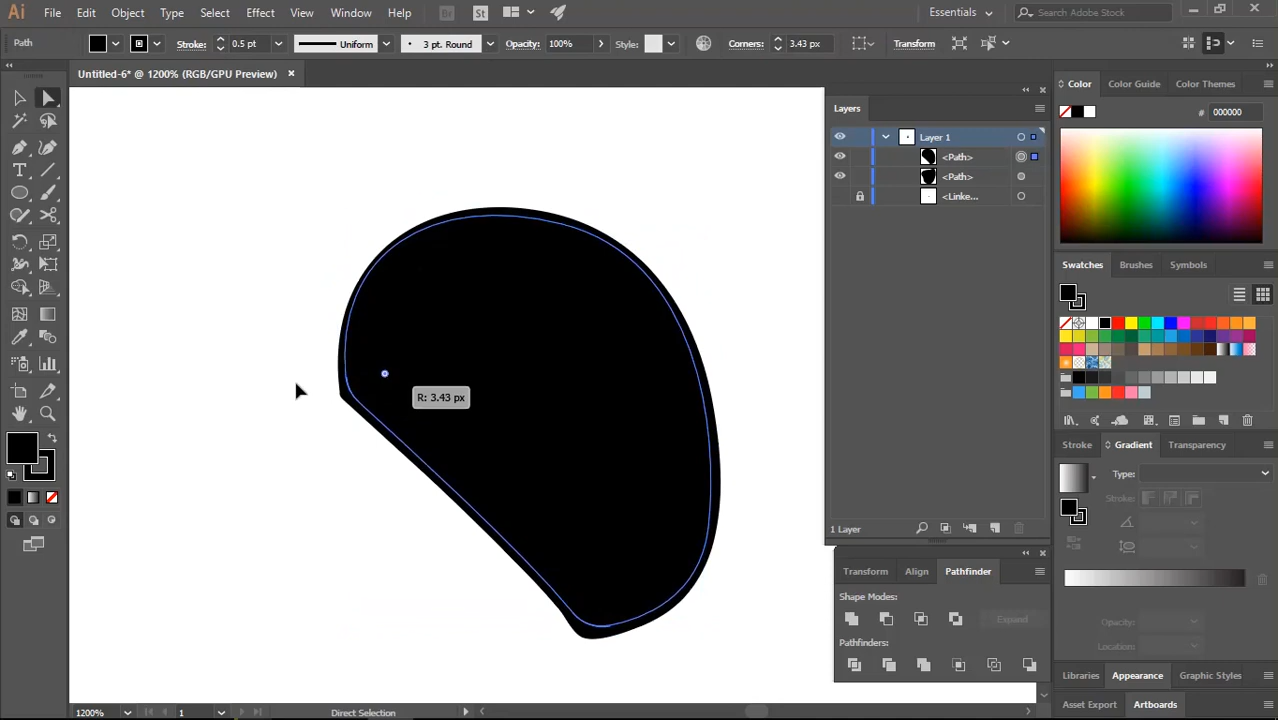 Ai File Edit Object Type Select Effect View Window Help Br St Essentials Search Adobe Stock
Path Stroke: 0.5 pt Uniform 3 pt. Round Opacity: 100% Style: Corners: 3.43 px Transform
Untitled-6* @ 1200% (RGB/GPU Preview)
Layers
Layer 1
<Path>
<Path>
<Linke...
R: 3.43 px
1 Layer
Transform Align Pathfinder
Shape Modes:
Expand
Pathfinders:
Color Color Guide Color Themes
# 000000
Swatches Brushes Symbols
Stroke Gradient Transparency
Type:
Stroke:
Opacity:
Location:
Libraries Appearance Graphic Styles
Asset Export Artboards
1200% 1 Direct Selection